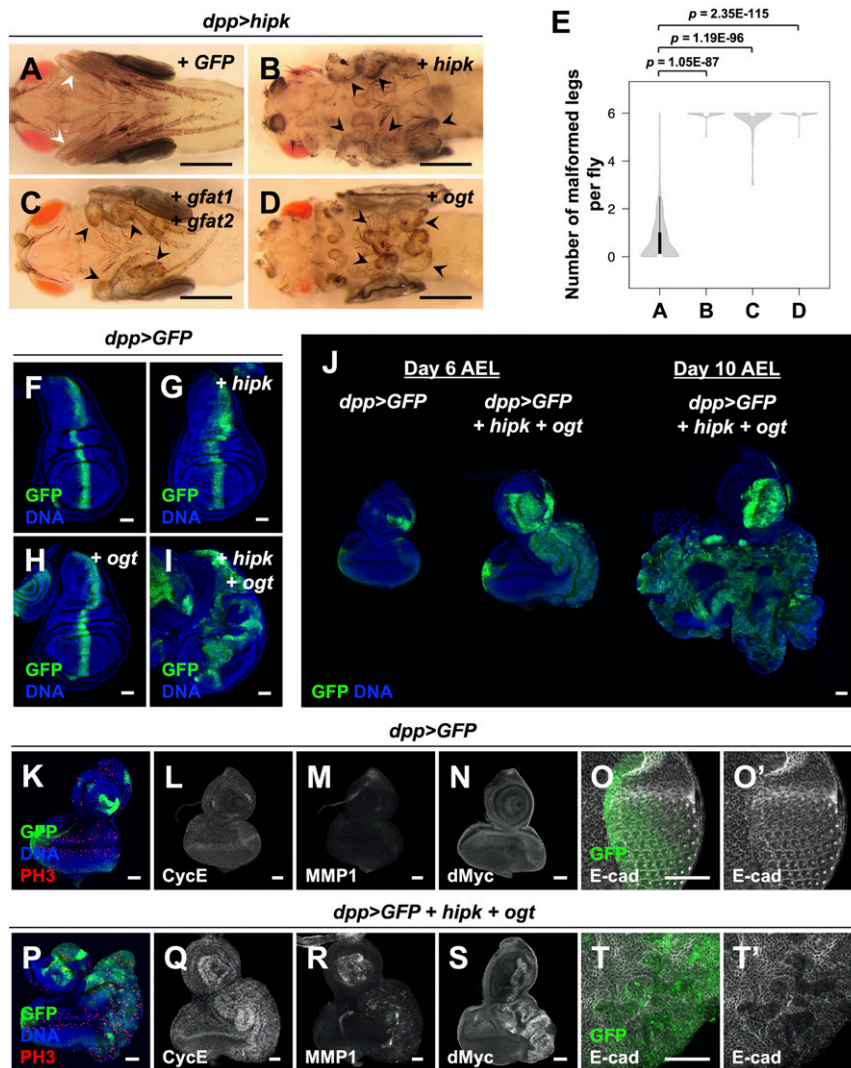 dpp>hipk
A
+ GFP
B
+ hipk
C
+ gfat1
+ gfat2
D
+ ogt
E
p = 2.35E-115
p = 1.19E-96
p = 1.05E-87
Number of malformed legs
per fly
6
4
2
0
A B C D
dpp>GFP
F
GFP
DNA
G
+ hipk
GFP
DNA
H
+ ogt
GFP
DNA
I
+ hipk
+ ogt
GFP
DNA
J
Day 6 AEL
Day 10 AEL
dpp>GFP
dpp>GFP
+ hipk + ogt
dpp>GFP
+ hipk + ogt
GFP DNA
dpp>GFP
K
GFP
DNA
PH3
L
CycE
M
MMP1
N
dMyc
O
GFP
E-cad
O'
E-cad
dpp>GFP + hipk + ogt
P
GFP
DNA
PH3
Q
CycE
R
MMP1
S
dMyc
T
GFP
E-cad
T'
E-cad